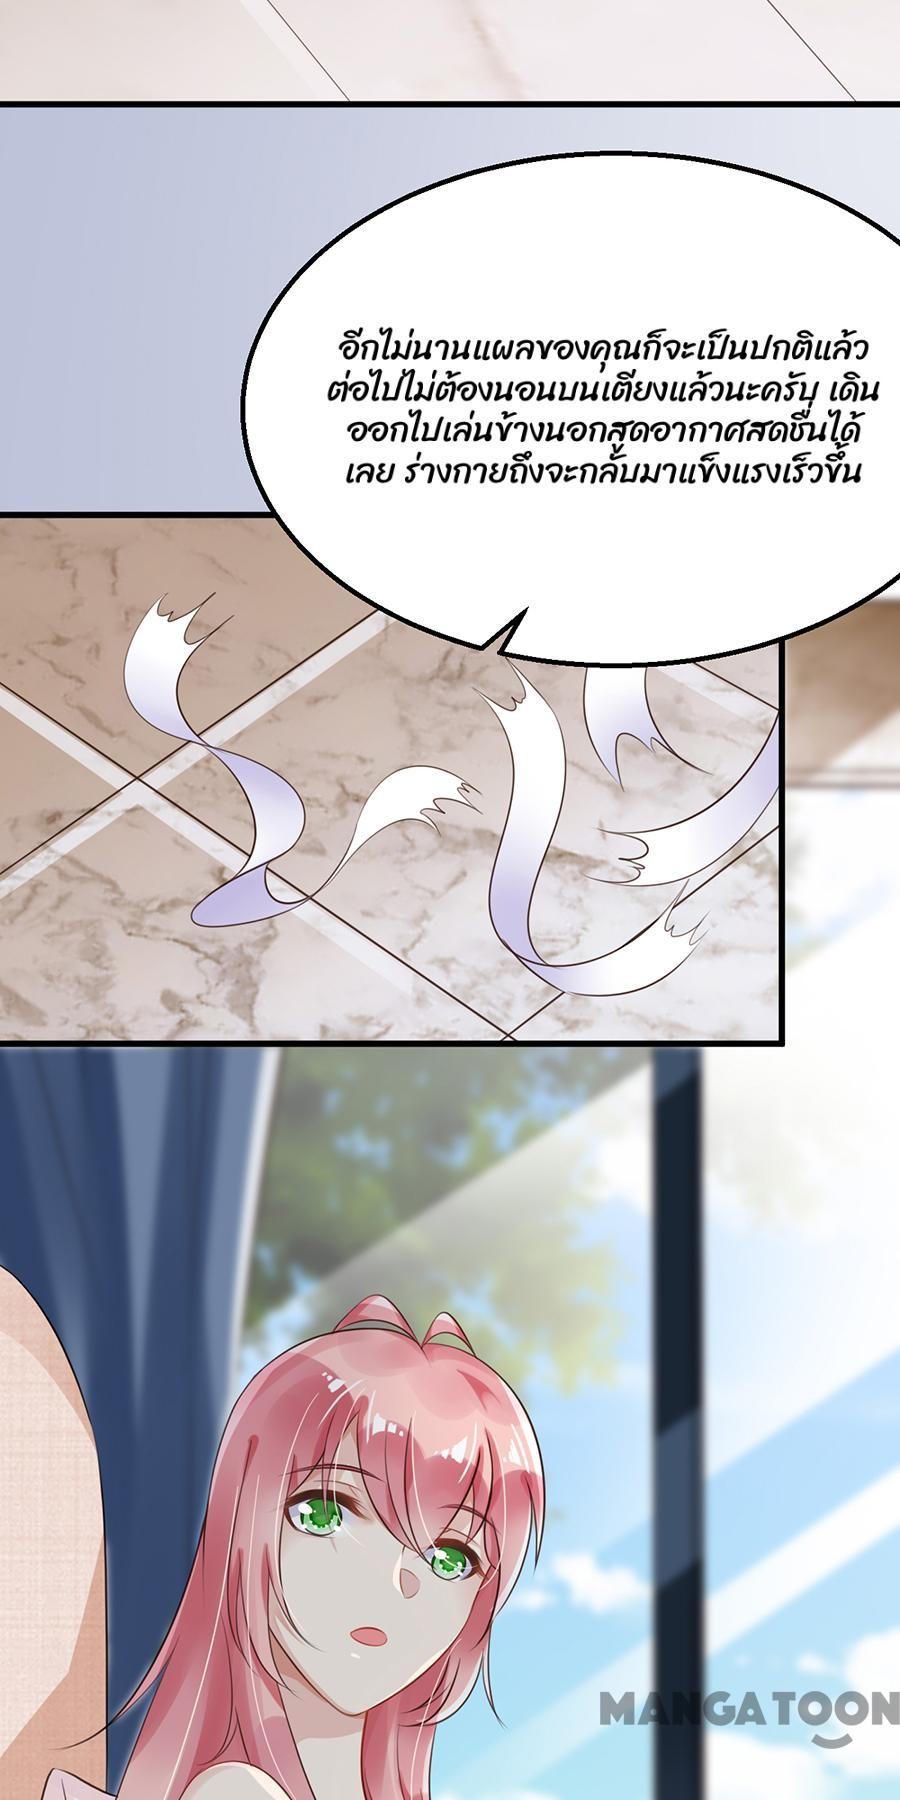 อีกไม่นานแผลของคุณก็จะเป็นปกติแล้ว
ต่อไปไม่ต้องนอนบนเตียงแล้วนะครับ เดิน
ออกไปเล่นข้างนอกสูดอากาศสดชื่นได้
เลย ร่างกายถึงจะกลับมาแข็งแรงเร็วขึ้น
MANGATOON